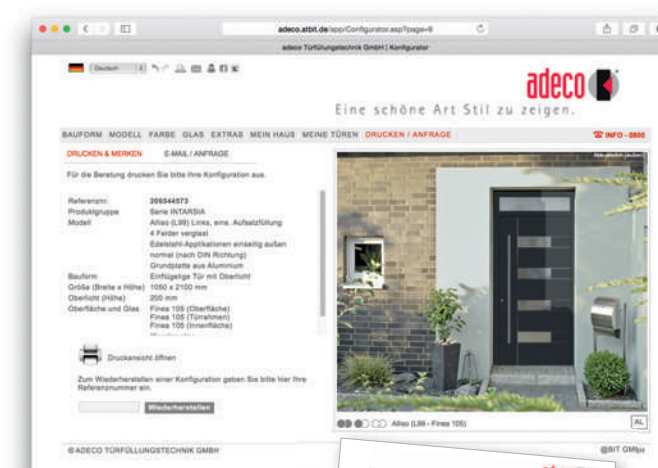 adeco.atbit.de/app/Configurator.asp?page=6
adeco Türfüllungstechnik GmbH | Konfigurator
Deutsch
adeco
Eine schöne Art Stil zu zeigen.
BAUFORM MODELL FARBE GLAS EXTRAS MEIN HAUS MEINE TÜREN DRUCKEN / ANFRAGE
INFO - 0800
DRUCKEN & MERKEN
E-MAIL / ANFRAGE
Für die Beratung drucken Sie bitte Ihre Konfiguration aus.
Referenznr. 206544573
Produktgruppe Serie INTARSIA
Modell Alliso (L99) Links, eins. Aufsatzfüllung
4 Felder verglast
Edelstahl-Applikationen einseitig außen
normal (nach DIN Richtung)
Grundplatte aus Aluminium
Bauform Einflügelige Tür mit Oberlicht
Größe (Breite x Höhe) 1050 x 2100 mm
Oberlicht (Höhe) 200 mm
Oberfläche und Glas Finea 105 (Oberfläche)
Finea 105 (Türrahmen)
Finea 105 (Innenfläche)
Druckansicht öffnen
Zum Wiederherstellen einer Konfiguration geben Sie bitte hier Ihre
Referenznummer ein.
Wiederherstellen
Alliso (L99 - Finea 105)
AL
©ADECO TÜRFÜLLUNGSTECHNIK GMBH
@BIT GMbH